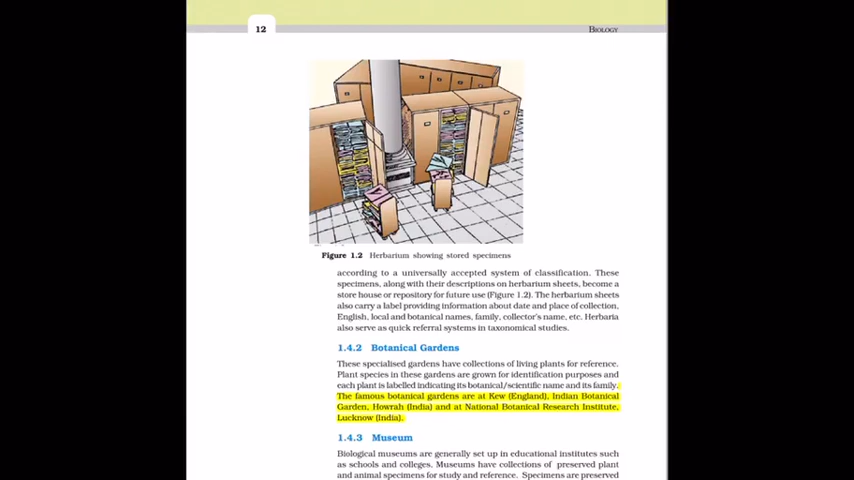 12
BIOLOGY
Figure 1.2 Herbarium showing stored specimens
according to a universally accepted system of classification. These
specimens, along with their descriptions on herbarium sheets, become a
store house or repository for future use (Figure 1.2). The herbarium sheets
also carry a label providing information about date and place of collection,
English, local and botanical names, family, collector's name, etc. Herbaria
also serve as quick referral systems in taxonomical studies.
1.4.2 Botanical Gardens
These specialised gardens have collections of living plants for reference.
Plant species in these gardens are grown for identification purposes and
each plant is labelled indicating its botanical/scientific name and its family.
The famous botanical gardens are at Kew (England), Indian Botanical
Garden, Howrah (India) and at National Botanical Research Institute,
Lucknow (India).
1.4.3 Museum
Biological museums are generally set up in educational institutes such
as schools and colleges. Museums have collections of preserved plant
and animal specimens for study and reference. Specimens are preserved